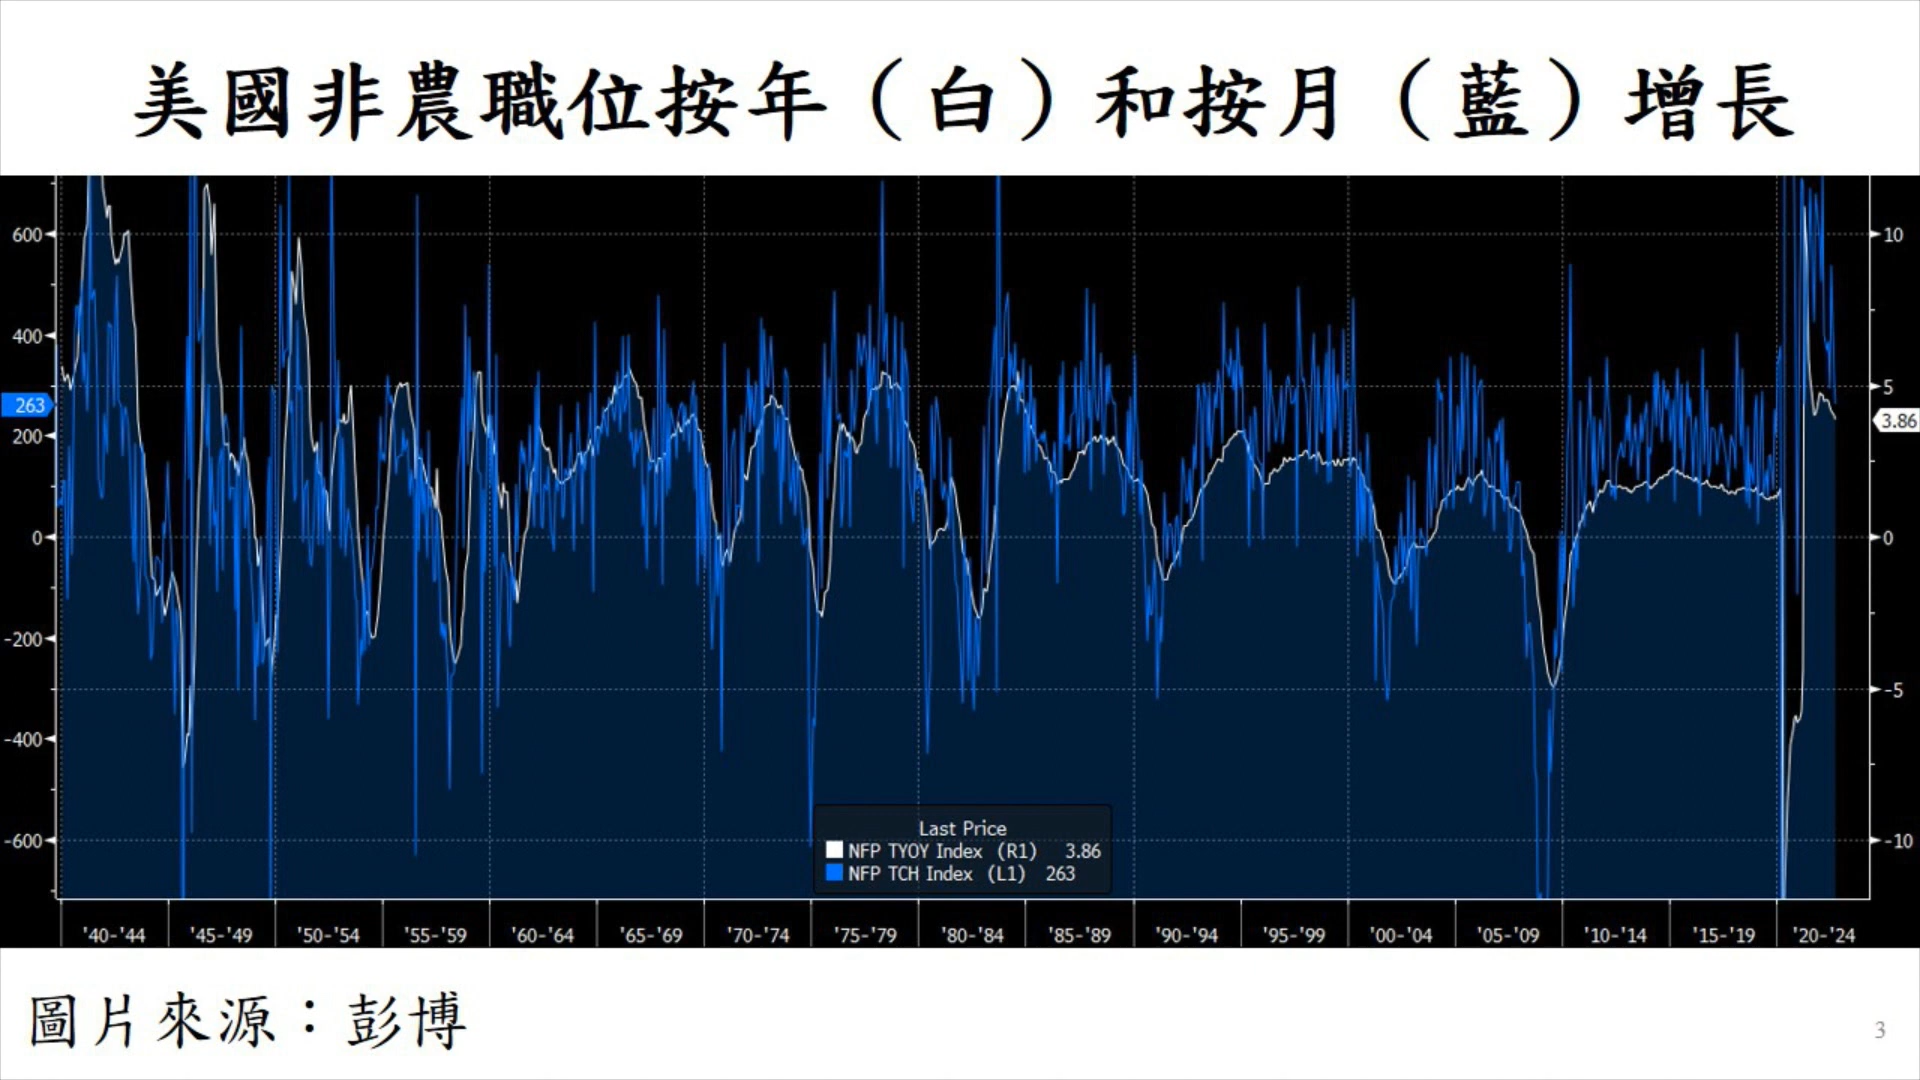 美國非農職位按年（白）和按月（藍）增長
600
400
263
200
0
-200
-400
-600
10
5
3.86
0
-5
-10
Last Price
NFP TYOY Index (R1) 3.86
NFP TCH Index (L1) 263
'40-'44 '45-'49 '50-'54 '55-'59 '60-'64 '65-'69 '70-'74 '75-'79 '80-'84 '85-'89 '90-'94 '95-'99 '00-'04 '05-'09 '10-'14 '15-'19 '20-'24
圖片來源：彭博
3